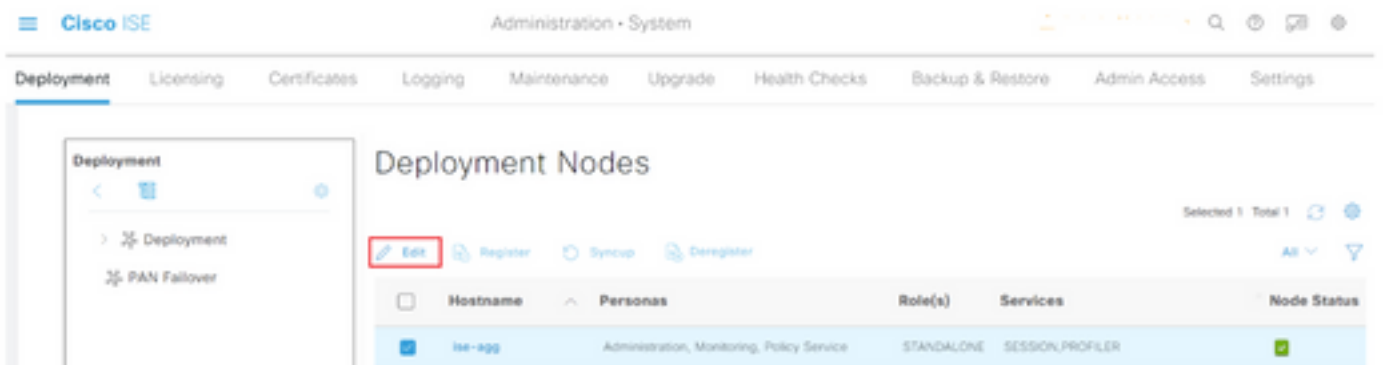 Cisco ISE
Administration · System
Deployment Licensing Certificates Logging Maintenance Upgrade Health Checks Backup & Restore Admin Access Settings
Deployment
Deployment
PAN Failover
Deployment Nodes
Selected 1 Total 1
Edit Register Syncup Deregister All
Hostname Personas Role(s) Services Node Status
ise-agg Administration, Monitoring, Policy Service STANDALONE SESSION,PROFILER